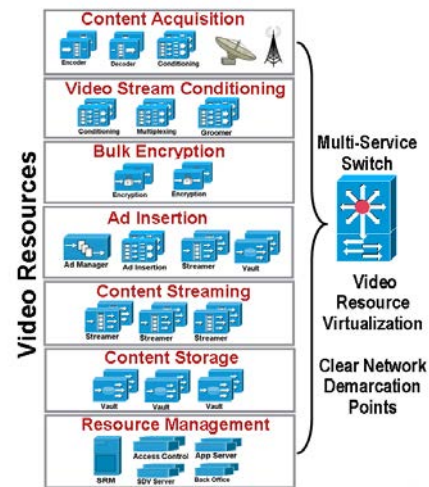 Content Acquisition
Encoder Decoder Conditioning
Video Stream Conditioning
Conditioning Multiplexing Groomer
Bulk Encryption
Encryption Encryption
Ad Insertion
Ad Manager Ad Insertion Streamer Vault
Content Streaming
Streamer Streamer Streamer
Content Storage
Vault Vault Vault
Resource Management
Access Control App Server
SRM SDV Server Back Office
Video Resources
Multi-Service
Switch
Video
Resource
Virtualization
Clear Network
Demarcation
Points